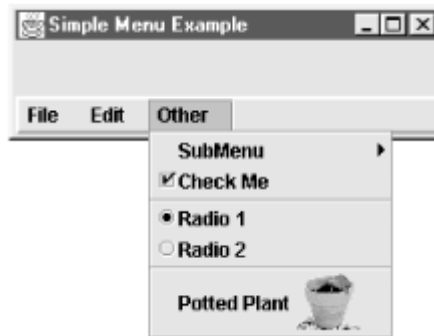 Simple Menu Example
File Edit Other
SubMenu
Check Me
Radio 1
Radio 2
Potted Plant